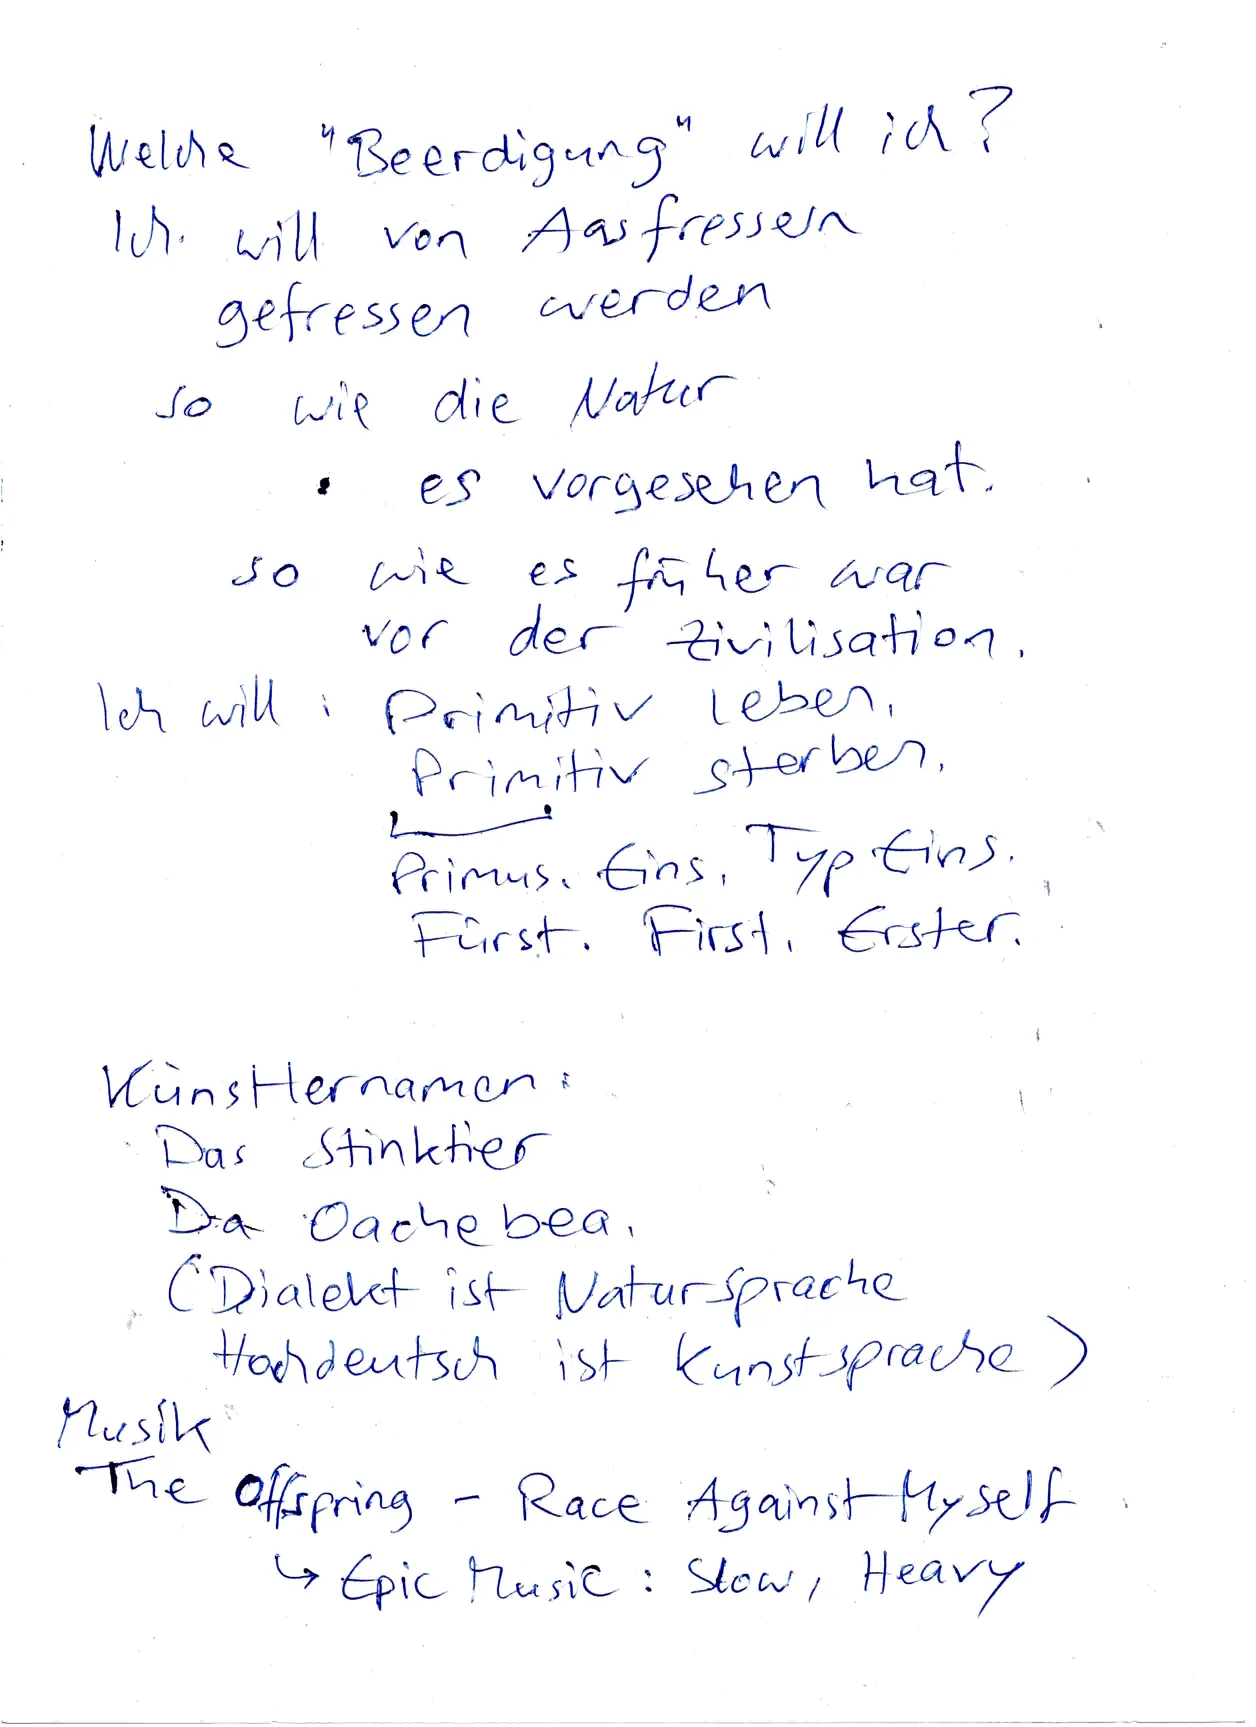 Welche "Beerdigung" will ich?
Ich will von Aasfressern
gefressen werden
so wie die Natur
es vorgesehen hat.
so wie es früher war
vor der Zivilisation.
Ich will: Primitiv leben.
Primitiv sterben.
Primus. Eins. Typ Eins.
Fürst. First. Erster.
Künstlernamen:
Das Stinktier
Da Oachebea.
(Dialekt ist Natursprache
Hochdeutsch ist Kunstsprache)
Musik
The Offspring - Race Against Myself
↳ Epic Music: Slow, Heavy